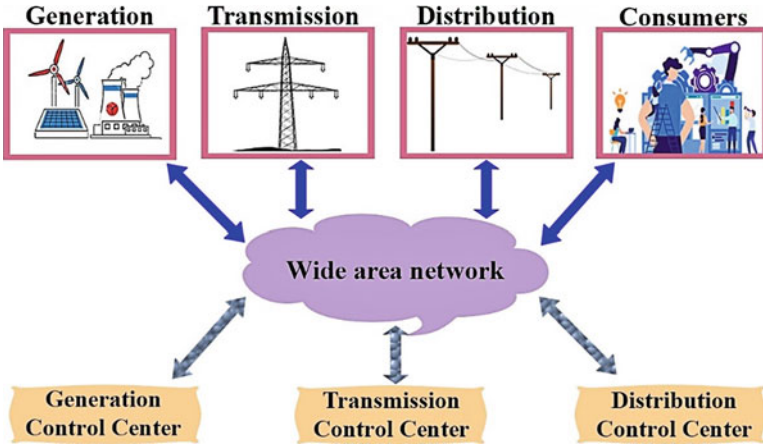 Generation
Transmission
Distribution
Consumers
Wide area network
Generation
Control Center
Transmission
Control Center
Distribution
Control Center